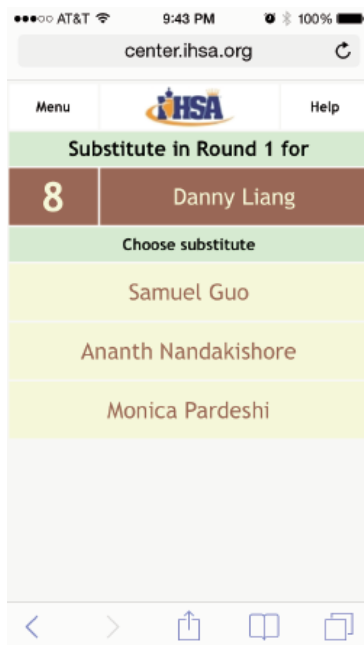 AT&T 9:43 PM 100%
center.ihsa.org
Menu IHSA Help
Substitute in Round 1 for
8 Danny Liang
Choose substitute
Samuel Guo
Ananth Nandakishore
Monica Pardeshi